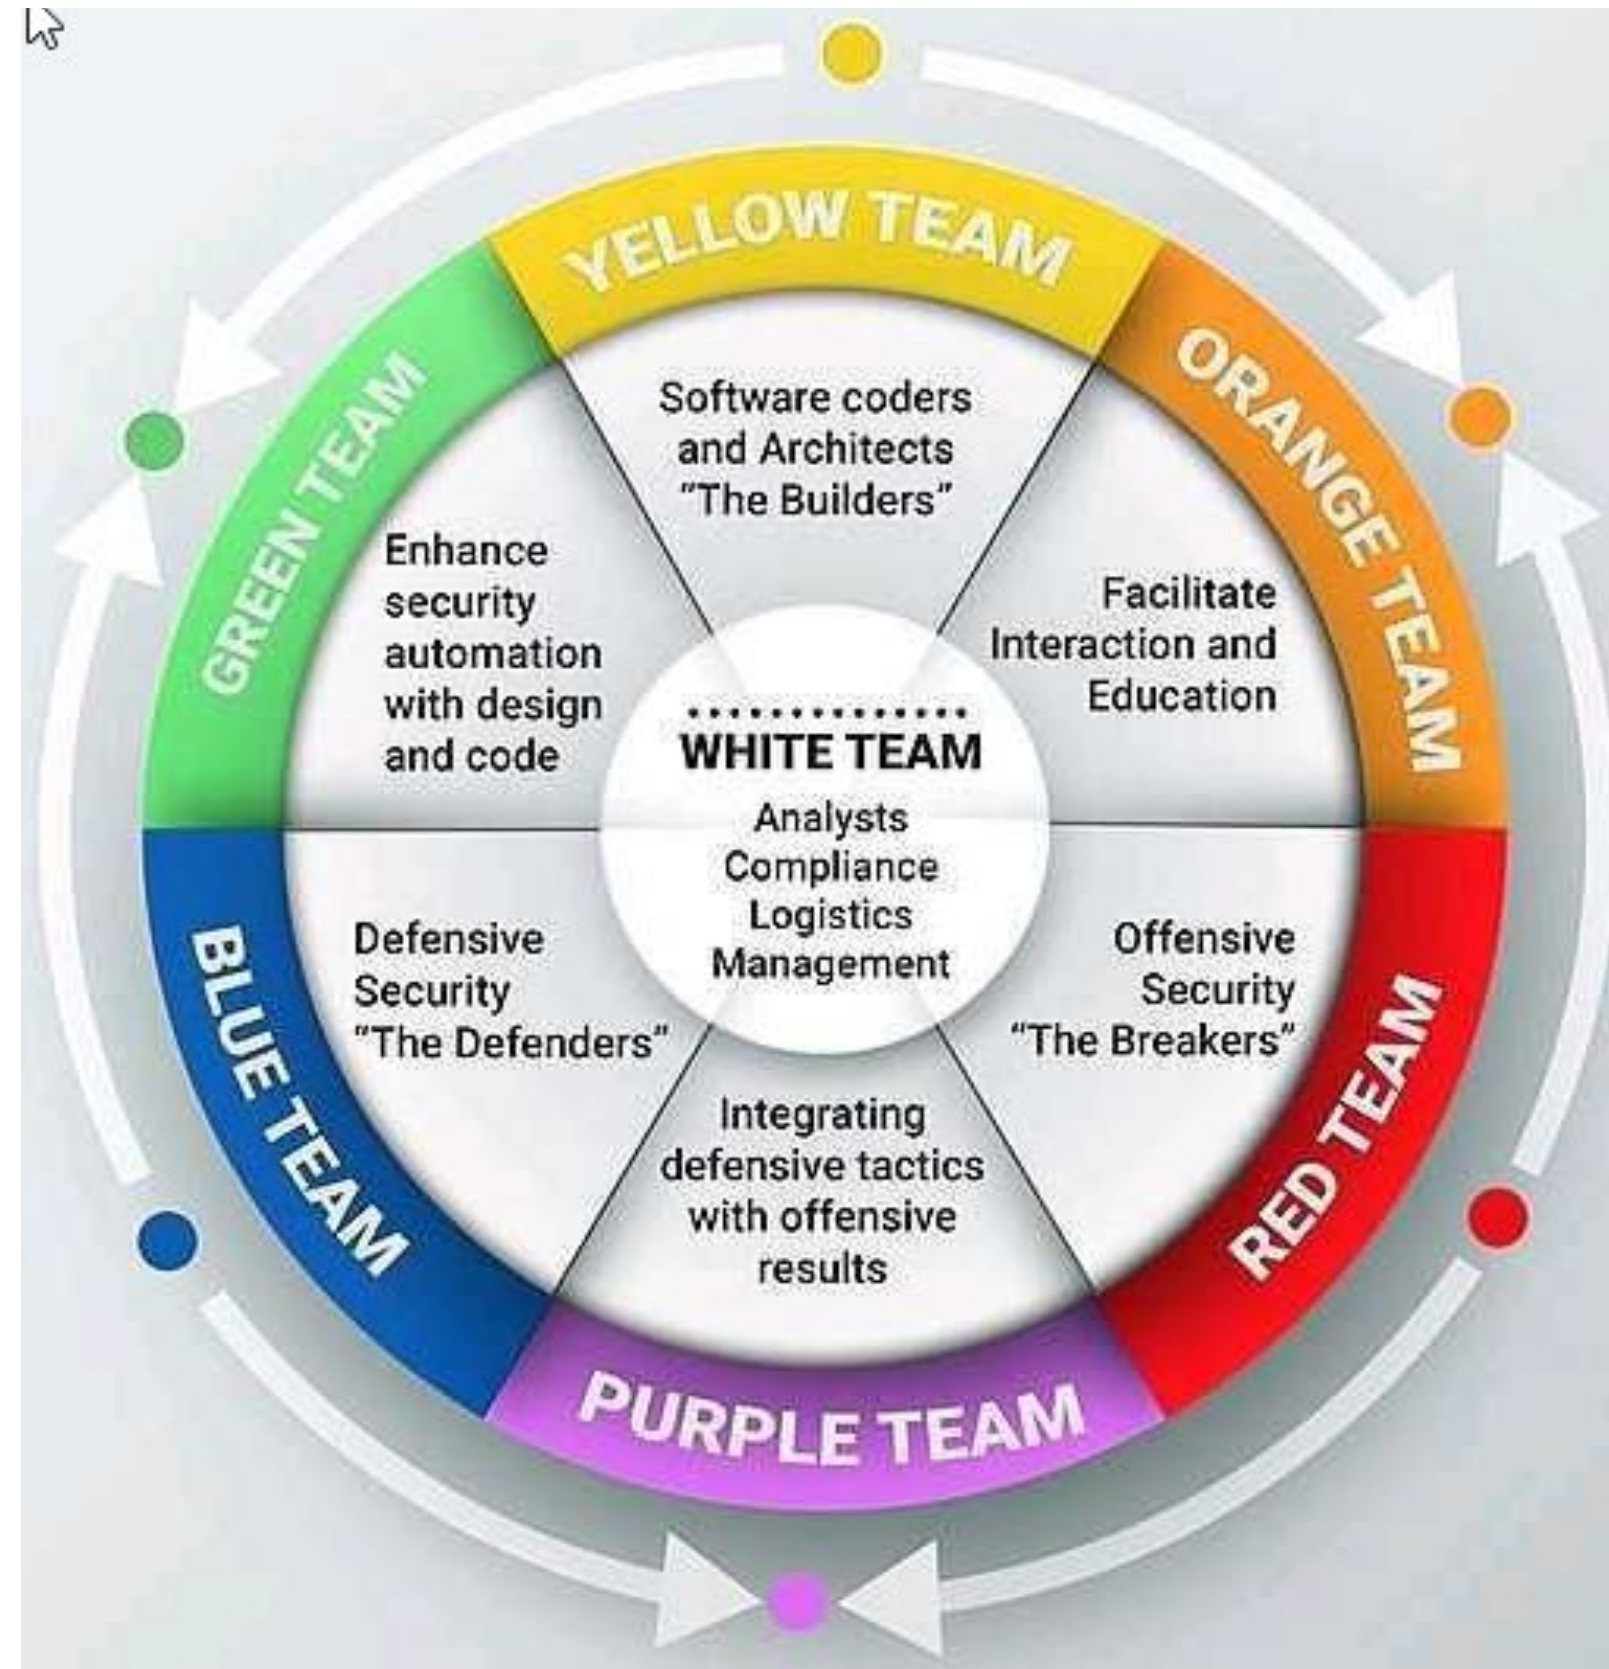 YELLOW TEAM
Software coders
and Architects
“The Builders”
ORANGE TEAM
Facilitate
Interaction and
Education
RED TEAM
Offensive
Security
“The Breakers”
PURPLE TEAM
Integrating
defensive tactics
with offensive
results
BLUE TEAM
Defensive
Security
“The Defenders”
GREEN TEAM
Enhance
security
automation
with design
and code
WHITE TEAM
Analysts
Compliance
Logistics
Management